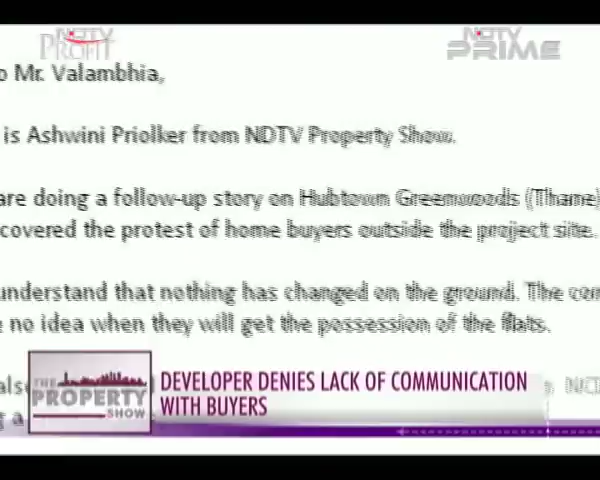 NDTV PROFIT
NDTV PRIME
o Mr. Valambhia,
is Ashwini Priolker from NDTV Property Show.
are doing a follow-up story on Hubtown Greenwoods (Thame)
covered the protest of home buyers outside the project site.
understand that nothing has changed on the ground. The com
no idea when they will get the possession of the flats.
als
THE PROPERTY SHOW
DEVELOPER DENIES LACK OF COMMUNICATION
WITH BUYERS